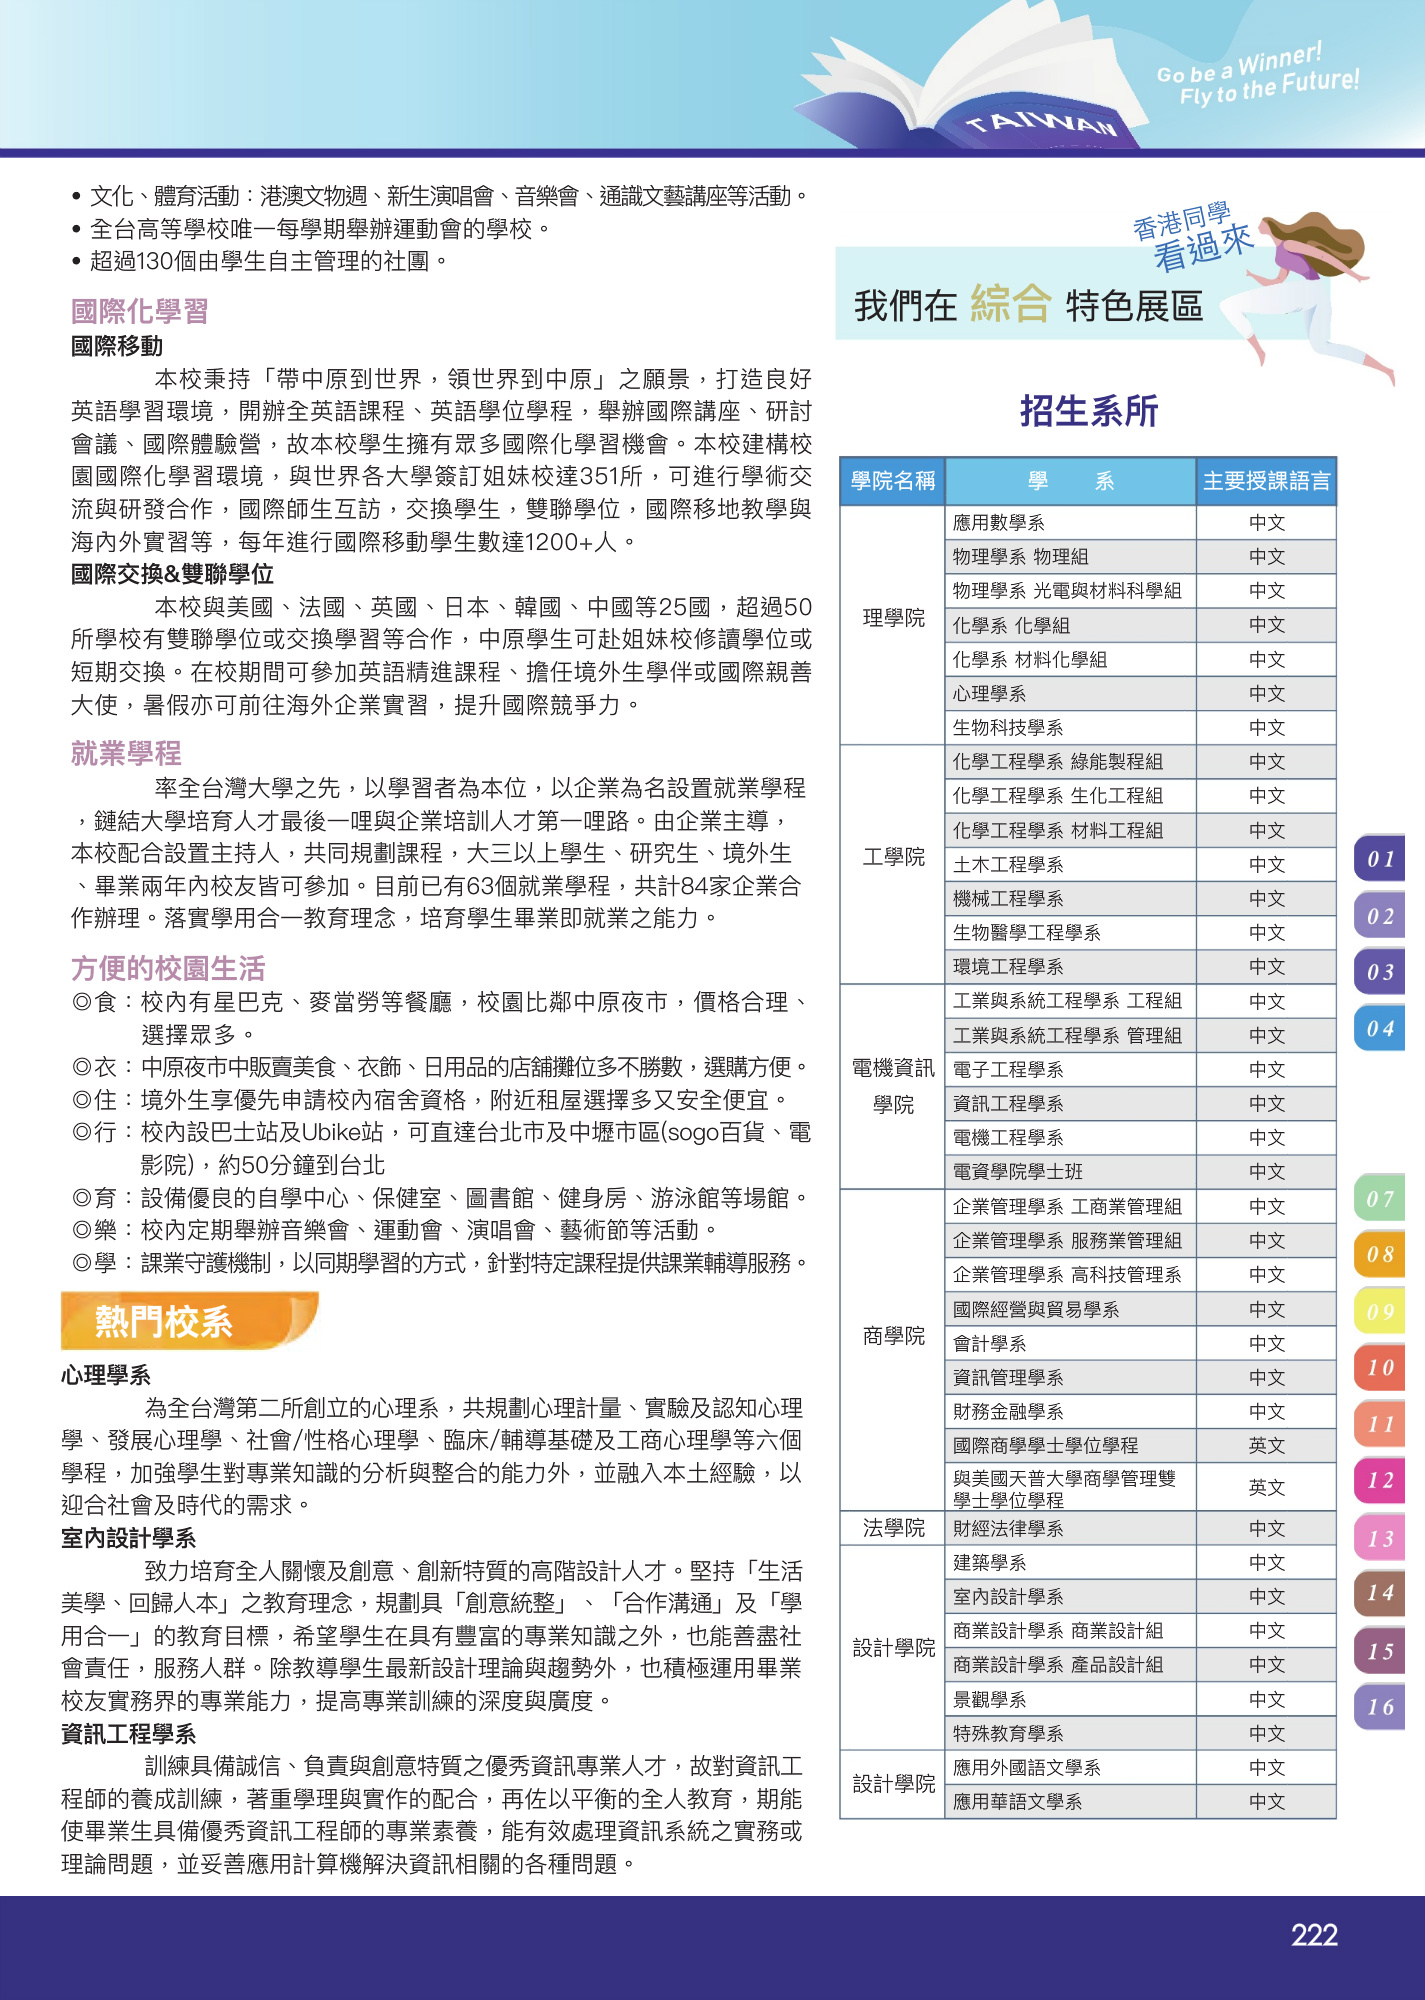 Go be a Winner!
Fly to the Future!
TAIWAN
• 文化、體育活動：港澳文物週、新生演唱會、音樂會、通識文藝講座等活動。
• 全台高等學校唯一每學期舉辦運動會的學校。
• 超過130個由學生自主管理的社團。
國際化學習
國際移動
本校秉持「帶中原到世界，領世界到中原」之願景，打造良好
英語學習環境，開辦全英語課程、英語學位學程，舉辦國際講座、研討
會議、國際體驗營，故本校學生擁有眾多國際化學習機會。本校建構校
園國際化學習環境，與世界各大學簽訂姐妹校達351所，可進行學術交
流與研發合作，國際師生互訪，交換學生，雙聯學位，國際移地教學與
海內外實習等，每年進行國際移動學生數達1200+人。
國際交換&雙聯學位
本校與美國、法國、英國、日本、韓國、中國等25國，超過50
所學校有雙聯學位或交換學習等合作，中原學生可赴姐妹校修讀學位或
短期交換。在校期間可參加英語精進課程、擔任境外生學伴或國際親善
大使，暑假亦可前往海外企業實習，提升國際競爭力。
就業學程
率全台灣大學之先，以學習者為本位，以企業為名設置就業學程
，鏈結大學培育人才最後一哩與企業培訓人才第一哩路。由企業主導，
本校配合設置主持人，共同規劃課程，大三以上學生、研究生、境外生
、畢業兩年內校友皆可參加。目前已有63個就業學程，共計84家企業合
作辦理。落實學用合一教育理念，培育學生畢業即就業之能力。
方便的校園生活
◎食：校內有星巴克、麥當勞等餐廳，校園比鄰中原夜市，價格合理、
選擇眾多。
◎衣：中原夜市中販賣美食、衣飾、日用品的店舖攤位多不勝數，選購方便。
◎住：境外生享優先申請校內宿舍資格，附近租屋選擇多又安全便宜。
◎行：校內設巴士站及Ubike站，可直達台北市及中壢市區(sogo百貨、電
影院)，約50分鐘到台北
◎育：設備優良的自學中心、保健室、圖書館、健身房、游泳館等場館。
◎樂：校內定期舉辦音樂會、運動會、演唱會、藝術節等活動。
◎學：課業守護機制，以同期學習的方式，針對特定課程提供課業輔導服務。
熱門校系
心理學系
為全台灣第二所創立的心理系，共規劃心理計量、實驗及認知心理
學、發展心理學、社會/性格心理學、臨床/輔導基礎及工商心理學等六個
學程，加強學生對專業知識的分析與整合的能力外，並融入本土經驗，以
迎合社會及時代的需求。
室內設計學系
致力培育全人關懷及創意、創新特質的高階設計人才。堅持「生活
美學、回歸人本」之教育理念，規劃具「創意統整」、「合作溝通」及「學
用合一」的教育目標，希望學生在具有豐富的專業知識之外，也能善盡社
會責任，服務人群。除教導學生最新設計理論與趨勢外，也積極運用畢業
校友實務界的專業能力，提高專業訓練的深度與廣度。
資訊工程學系
訓練具備誠信、負責與創意特質之優秀資訊專業人才，故對資訊工
程師的養成訓練，著重學理與實作的配合，再佐以平衡的全人教育，期能
使畢業生具備優秀資訊工程師的專業素養，能有效處理資訊系統之實務或
理論問題，並妥善應用計算機解決資訊相關的各種問題。
香港同學
看過來
我們在 綜合 特色展區
招生系所
學院名稱 學 系 主要授課語言
理學院
應用數學系 中文
物理學系 物理組 中文
物理學系 光電與材料科學組 中文
化學系 化學組 中文
化學系 材料化學組 中文
心理學系 中文
生物科技學系 中文
工學院
化學工程學系 綠能製程組 中文
化學工程學系 生化工程組 中文
化學工程學系 材料工程組 中文
土木工程學系 中文
機械工程學系 中文
生物醫學工程學系 中文
環境工程學系 中文
電機資訊
學院
工業與系統工程學系 工程組 中文
工業與系統工程學系 管理組 中文
電子工程學系 中文
資訊工程學系 中文
電機工程學系 中文
電資學院學士班 中文
商學院
企業管理學系 工商業管理組 中文
企業管理學系 服務業管理組 中文
企業管理學系 高科技管理系 中文
國際經營與貿易學系 中文
會計學系 中文
資訊管理學系 中文
財務金融學系 中文
國際商學學士學位學程 英文
與美國天普大學商學管理雙
學士學位學程 英文
法學院 財經法律學系 中文
設計學院
建築學系 中文
室內設計學系 中文
商業設計學系 商業設計組 中文
商業設計學系 產品設計組 中文
景觀學系 中文
特殊教育學系 中文
設計學院
應用外國語文學系 中文
應用華語文學系 中文
01
02
03
04
07
08
09
10
11
12
13
14
15
16
222